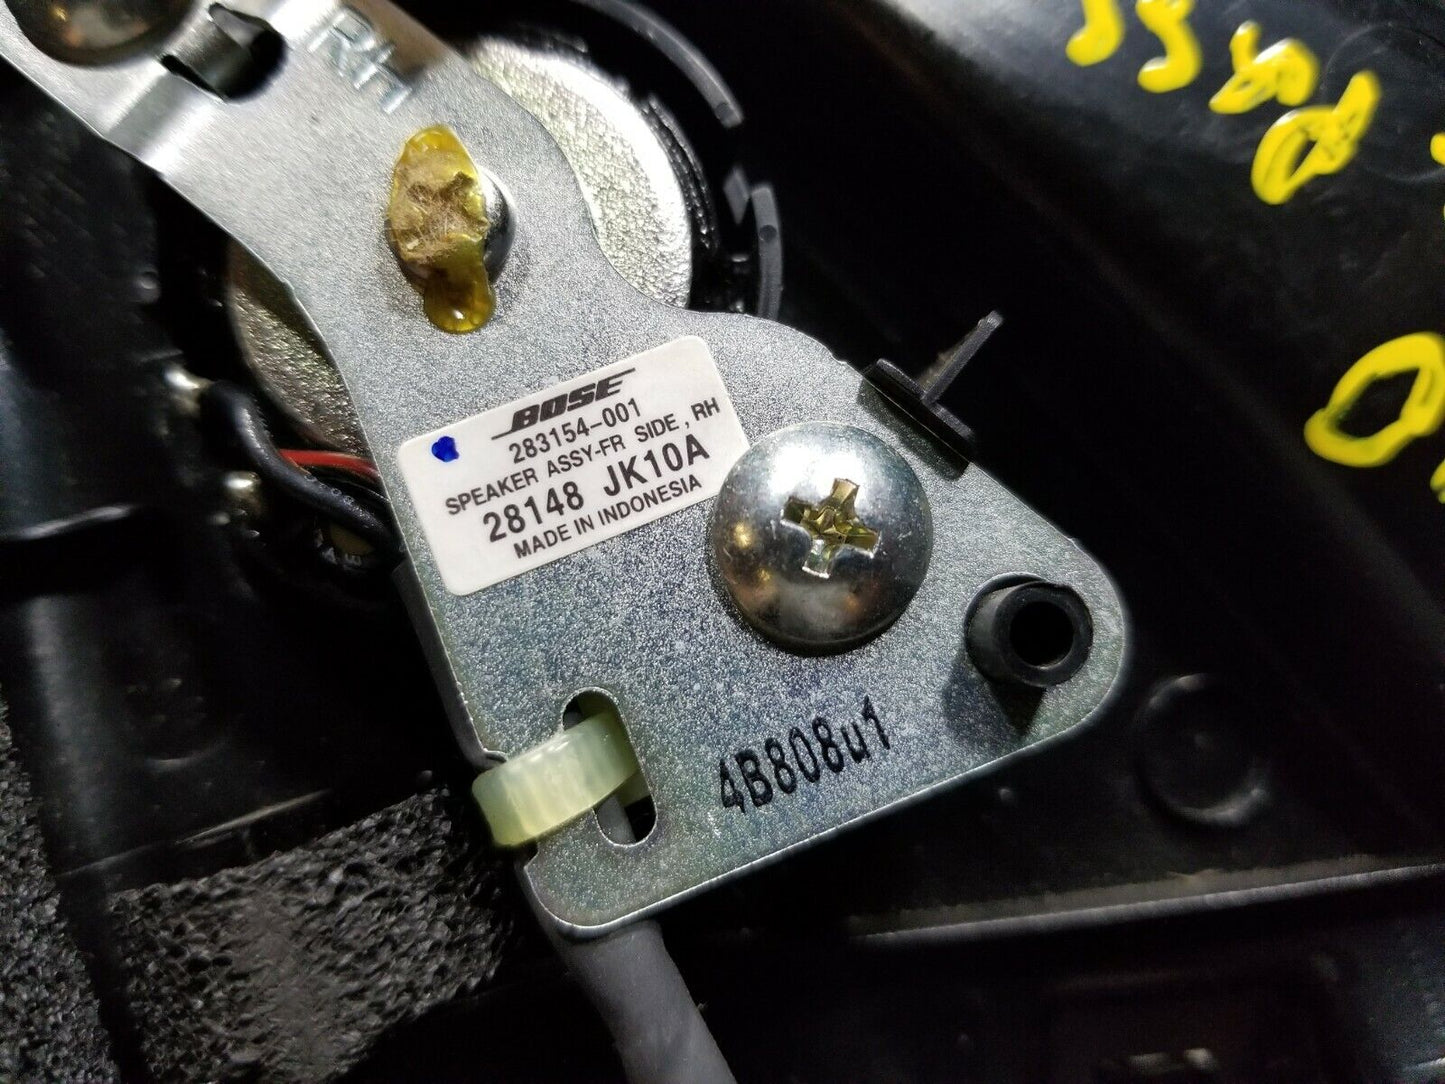 RH
BOSE
283154-001
SPEAKER ASSY-FR SIDE, RH
28148 JK10A
MADE IN INDONESIA
4B808u1